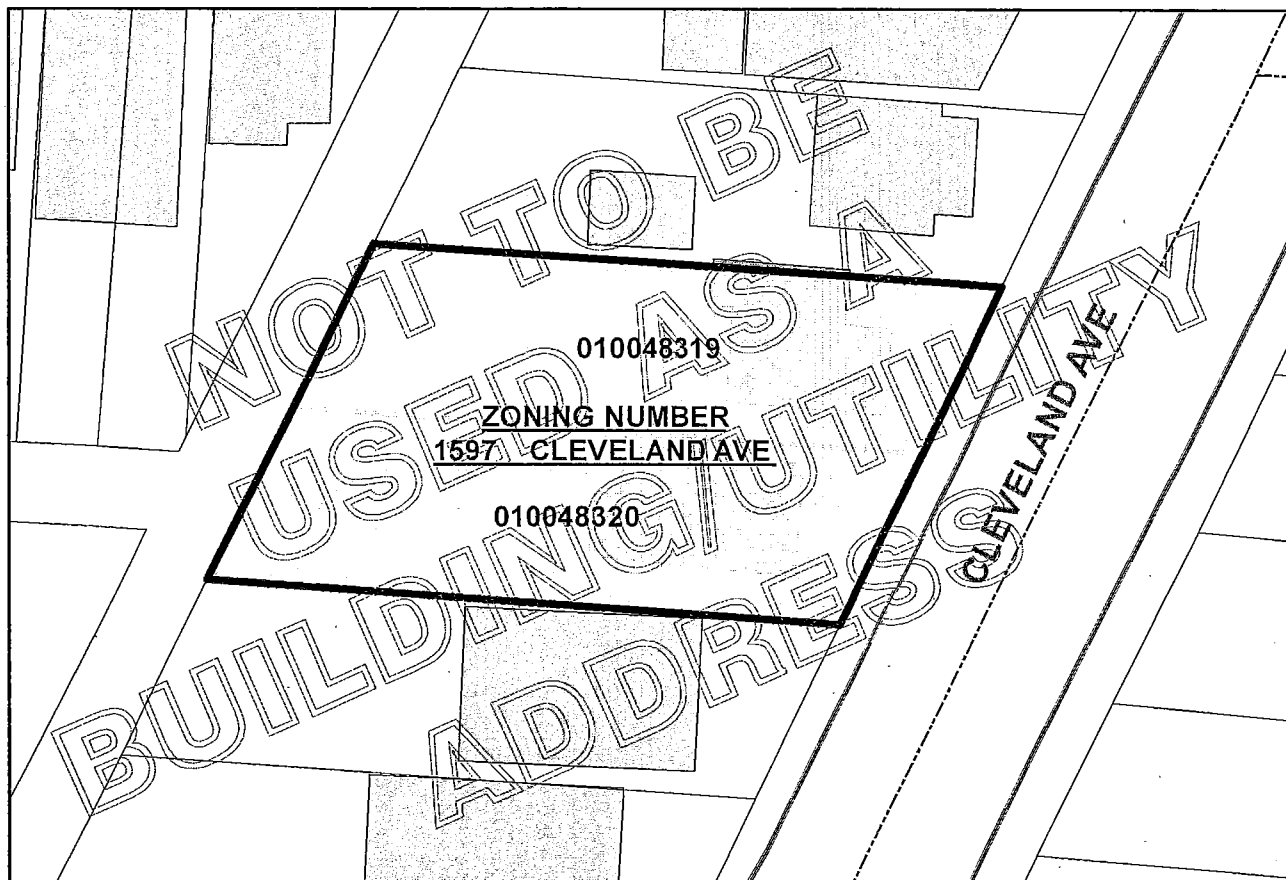 NOT TO BE
USED AS A
BUILDING/UTILITY
ADDRESS
010048319
ZONING NUMBER
1597 CLEVELAND AVE
010048320
CLEVELAND AVE